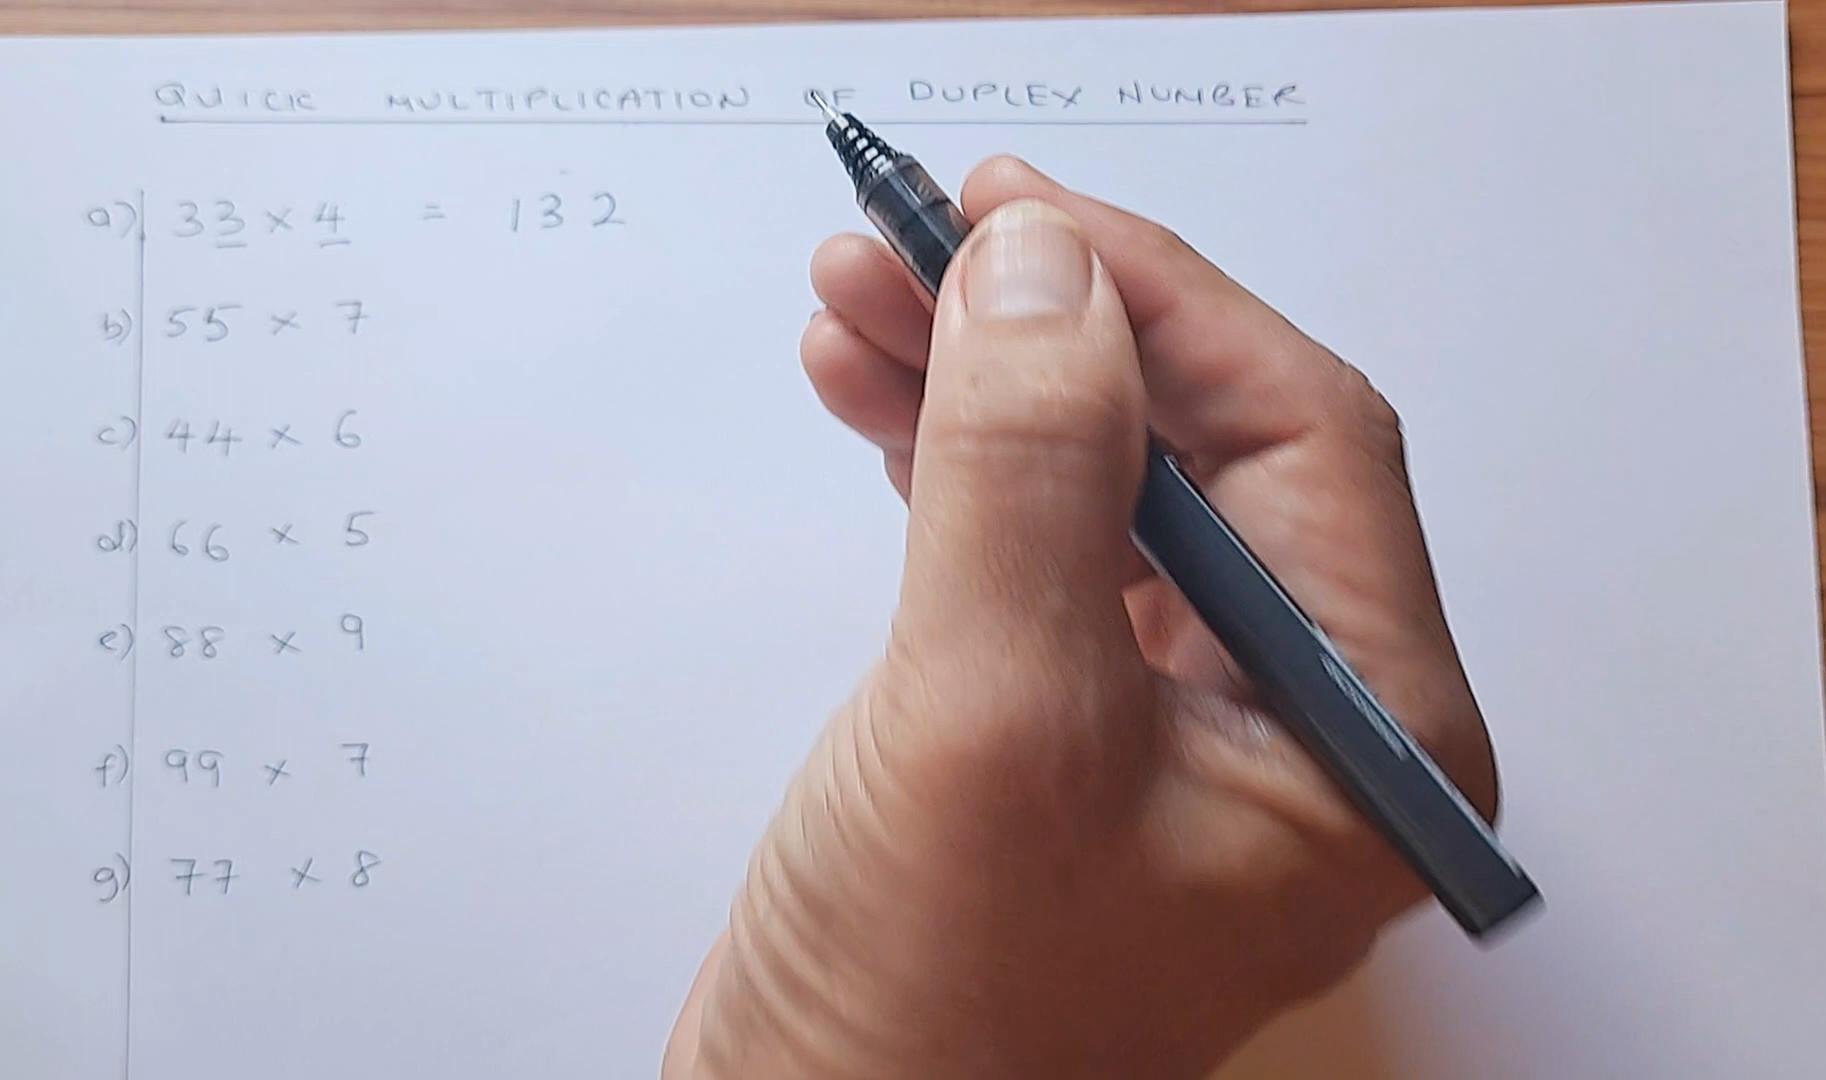 QUICK MULTIPLICATION OF DUPLEX NUMBER
a) 33 × 4 = 132
b) 55 × 7
c) 44 × 6
d) 66 × 5
e) 88 × 9
f) 99 × 7
g) 77 × 8